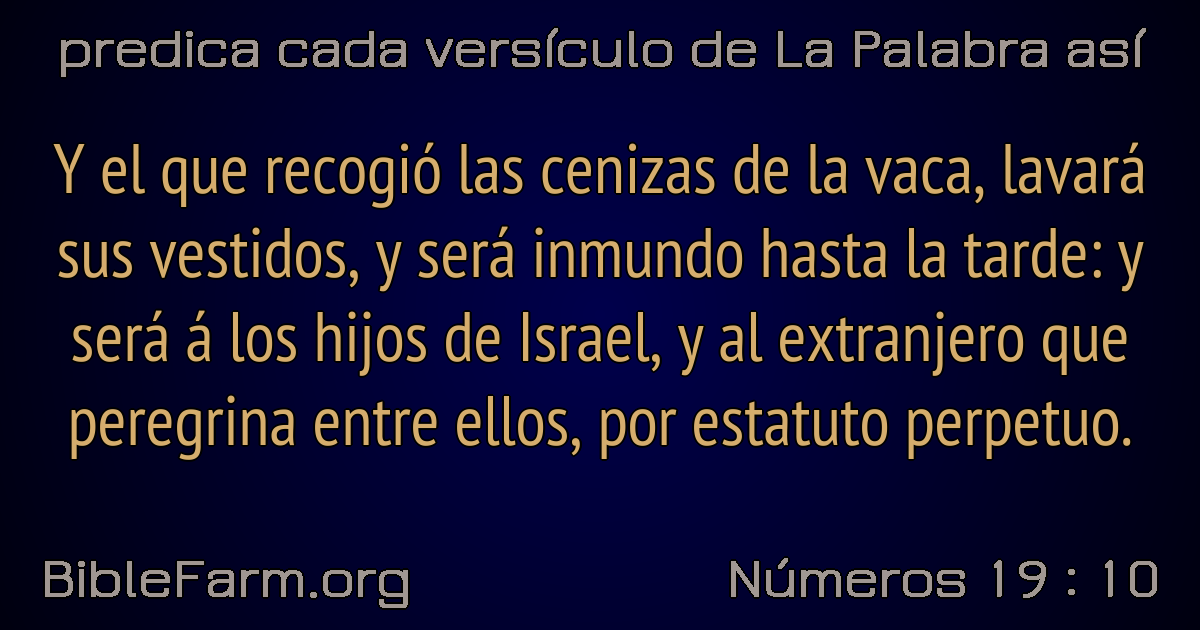 predica cada versículo de La Palabra así
Y el que recogió las cenizas de la vaca, lavará
sus vestidos, y será inmundo hasta la tarde: y
será á los hijos de Israel, y al extranjero que
peregrina entre ellos, por estatuto perpetuo.
BibleFarm.org
Números 19 : 10